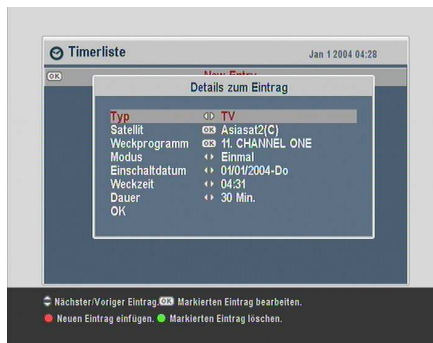 Timerliste Jan 1 2004 04:28
OK New Entry
Details zum Eintrag
Typ TV
Satellit OK Asiasat2(C)
Weckprogramm OK 11. CHANNEL ONE
Modus Einmal
Einschaltdatum 01/01/2004-Do
Weckzeit 04:31
Dauer 30 Min.
OK
Nächster/Voriger Eintrag. OK Markierten Eintrag bearbeiten.
Neuen Eintrag einfügen. Markierten Eintrag löschen.